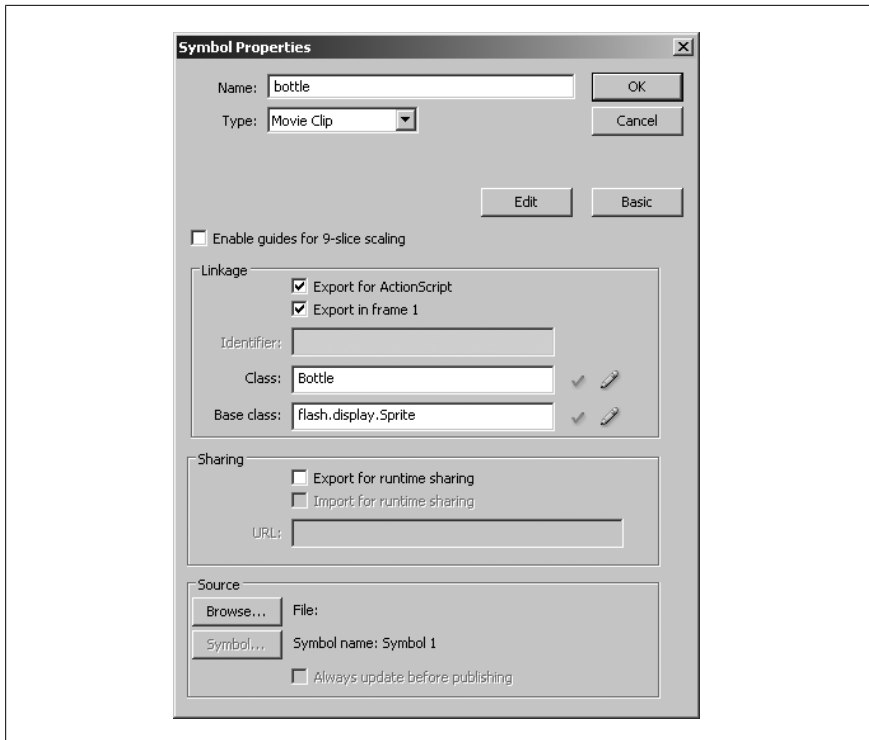 Symbol Properties
Name: bottle
OK
Type: Movie Clip
Cancel
Edit
Basic
Enable guides for 9-slice scaling
Linkage
Export for ActionScript
Export in frame 1
Identifier:
Class: Bottle
Base class: flash.display.Sprite
Sharing
Export for runtime sharing
Import for runtime sharing
URL:
Source
Browse... File:
Symbol... Symbol name: Symbol 1
Always update before publishing